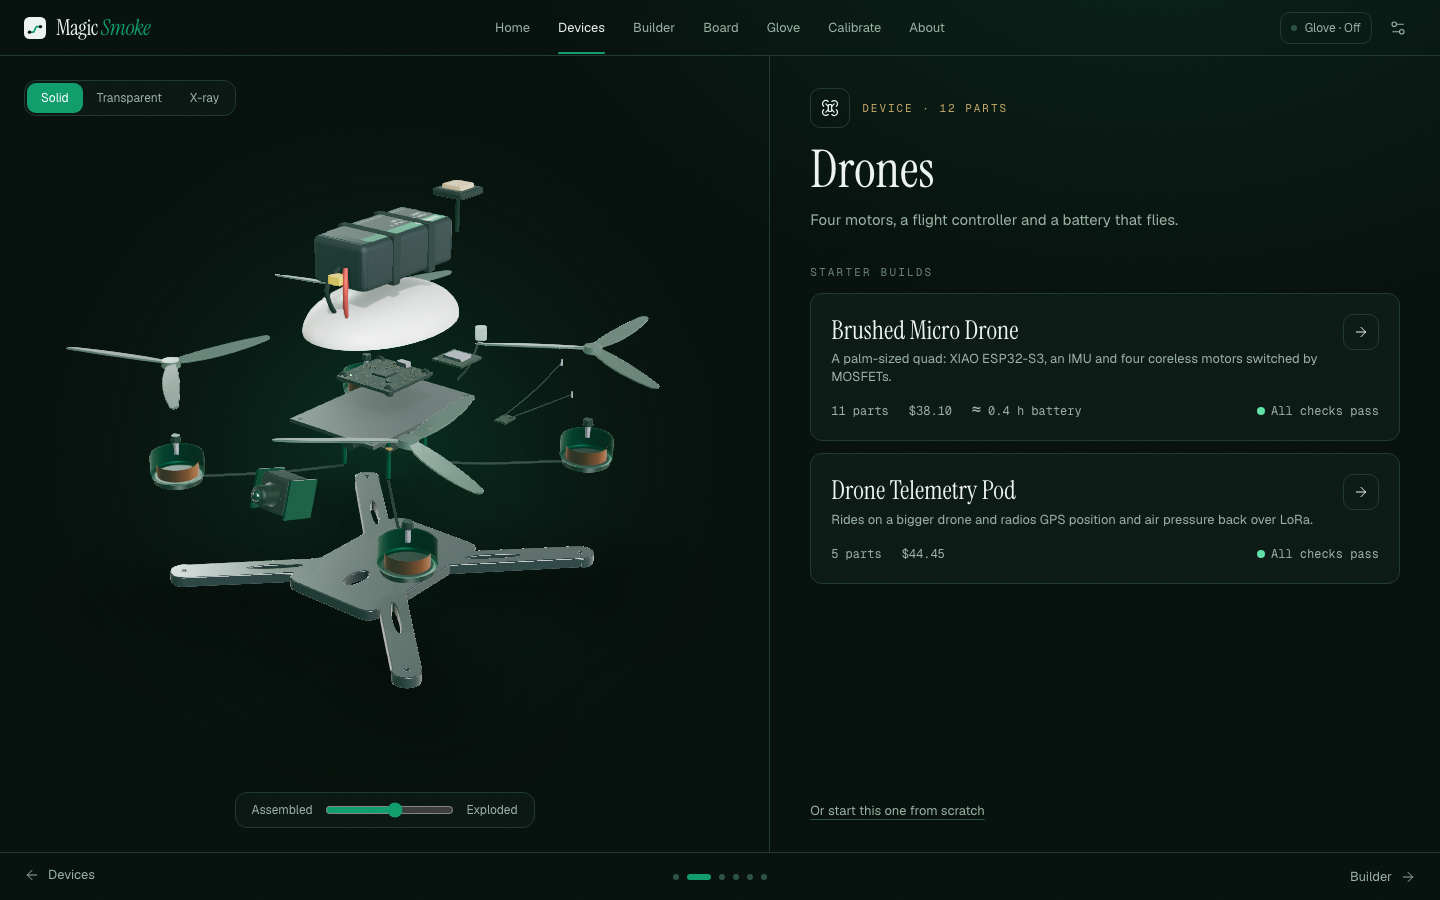 Magic Smoke
Home
Devices
Builder
Board
Glove
Calibrate
About
Glove · Off
Solid
Transparent
X-ray
DEVICE · 12 PARTS
Drones
Four motors, a flight controller and a battery that flies.
STARTER BUILDS
Brushed Micro Drone
A palm-sized quad: XIAO ESP32-S3, an IMU and four coreless motors switched by
MOSFETs.
11 parts $38.10 ≈ 0.4 h battery
All checks pass
Drone Telemetry Pod
Rides on a bigger drone and radios GPS position and air pressure back over LoRa.
5 parts $44.45
All checks pass
Assembled
Exploded
Or start this one from scratch
Devices
Builder